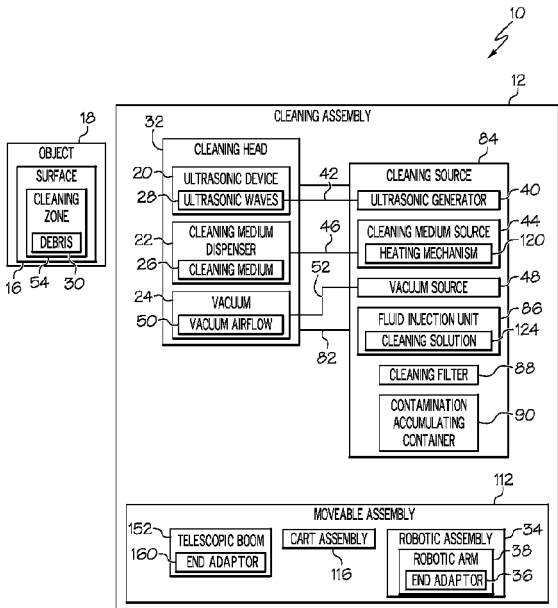 10
12
CLEANING ASSEMBLY
18
OBJECT
SURFACE
CLEANING
ZONE
DEBRIS
16
54
30
32
CLEANING HEAD
20
ULTRASONIC DEVICE
28
ULTRASONIC WAVES
22
CLEANING MEDIUM
DISPENSER
26
CLEANING MEDIUM
24
VACUUM
50
VACUUM AIRFLOW
42
46
52
82
84
CLEANING SOURCE
ULTRASONIC GENERATOR
40
CLEANING MEDIUM SOURCE
44
HEATING MECHANISM
120
VACUUM SOURCE
48
FLUID INJECTION UNIT
86
CLEANING SOLUTION
124
CLEANING FILTER
88
CONTAMINATION
ACCUMULATING
CONTAINER
90
112
MOVEABLE ASSEMBLY
152
TELESCOPIC BOOM
160
END ADAPTOR
CART ASSEMBLY
116
ROBOTIC ASSEMBLY
34
ROBOTIC ARM
38
END ADAPTOR
36